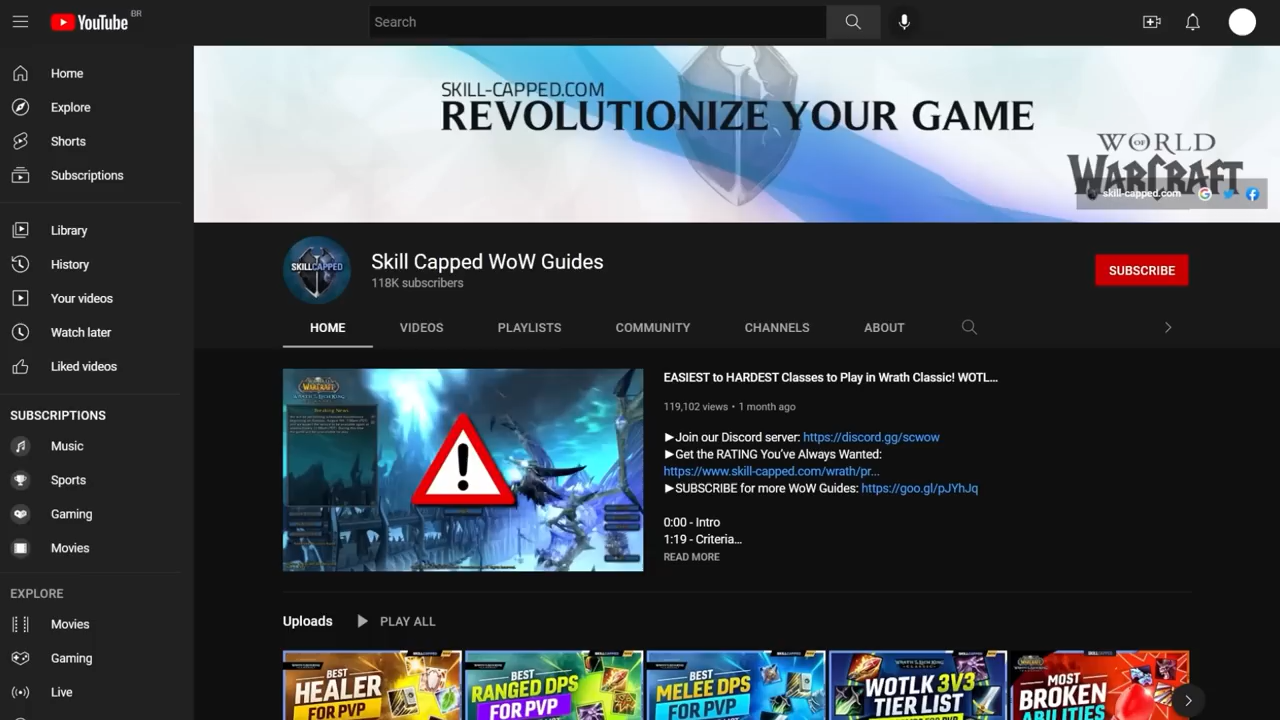 YouTube BR
Search
Home
Explore
Shorts
Subscriptions
Library
History
Your videos
Watch later
Liked videos
SUBSCRIPTIONS
Music
Sports
Gaming
Movies
EXPLORE
Movies
Gaming
Live
SKILL-CAPPED.COM
REVOLUTIONIZE YOUR GAME
WORLD OF WARCRAFT
skill-capped.com
SKILLCAPPED
Skill Capped WoW Guides
118K subscribers
SUBSCRIBE
HOME VIDEOS PLAYLISTS COMMUNITY CHANNELS ABOUT
EASIEST to HARDEST Classes to Play in Wrath Classic! WOTL...
119,102 views • 1 month ago
►Join our Discord server: https://discord.gg/scwow
►Get the RATING You've Always Wanted:
https://www.skill-capped.com/wrath/pr...
►SUBSCRIBE for more WoW Guides: https://goo.gl/pJYhJq
0:00 - Intro
1:19 - Criteria...
READ MORE
Uploads PLAY ALL
BEST
HEALER
FOR PVP
BEST
RANGED DPS
FOR PVP
BEST
MELEE DPS
FOR PVP
WOTLK 3V3
TIER LIST
MOST
BROKEN
ABILITIES